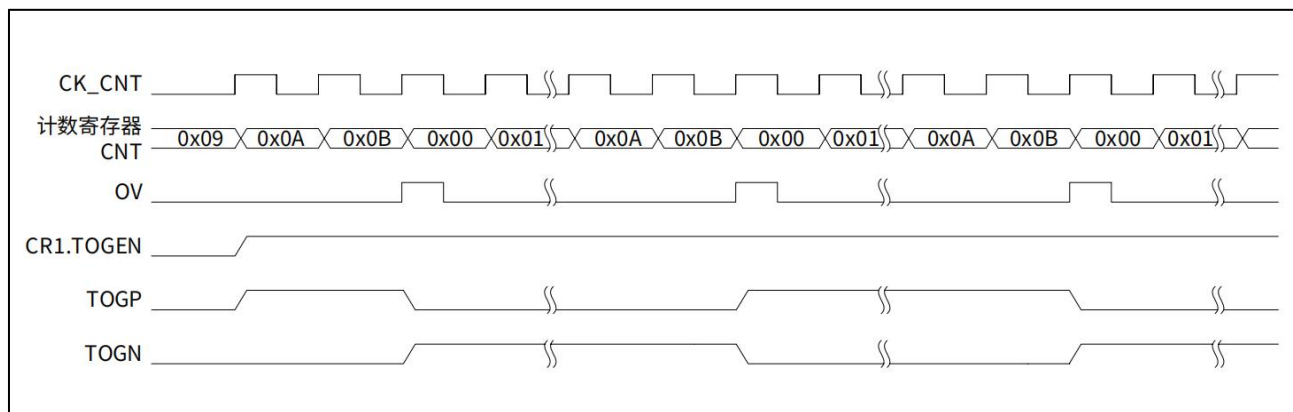 CK_CNT
计数寄存器
CNT
0x09 0x0A 0x0B 0x00 0x01 0x0A 0x0B 0x00 0x01 0x0A 0x0B 0x00 0x01
OV
CR1.TOGEN
TOGP
TOGN